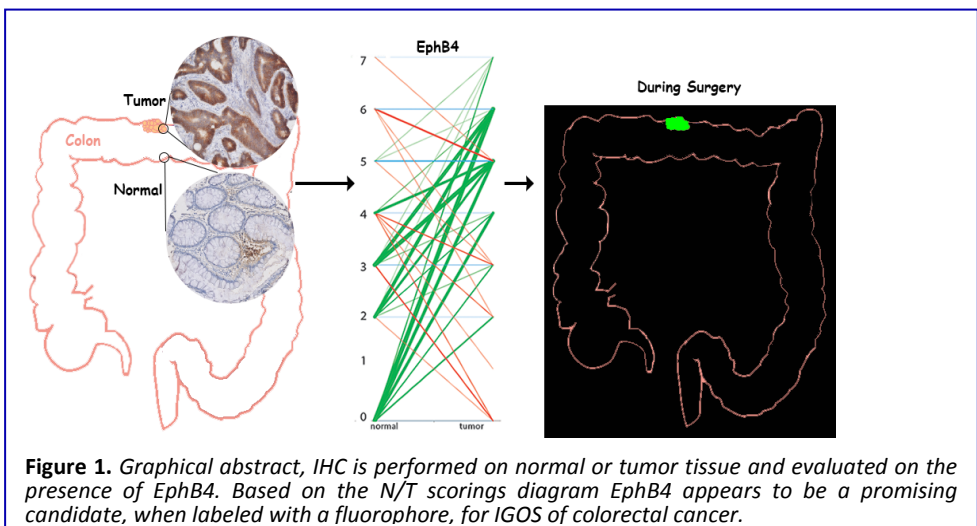 EphB4
During Surgery
Tumor
Colon
Normal
7
6
5
4
3
2
1
0
normal tumor
Figure 1. Graphical abstract, IHC is performed on normal or tumor tissue and evaluated on the
presence of EphB4. Based on the N/T scorings diagram EphB4 appears to be a promising
candidate, when labeled with a fluorophore, for IGOS of colorectal cancer.